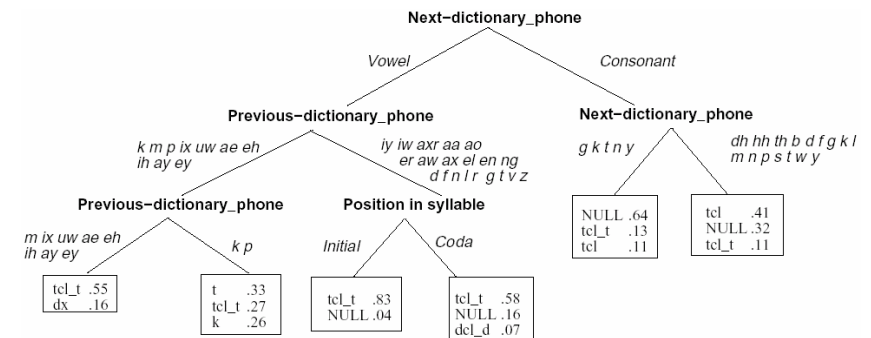 Next−dictionary_phone
Vowel
Consonant
Previous−dictionary_phone
Next−dictionary_phone
k m p ix uw ae eh
ih ay ey
iy iw axr aa ao
er aw ax el en ng
d f n l r g t v z
g k t n y
dh hh th b d f g k l
m n p s t w y
Previous−dictionary_phone
Position in syllable
m ix uw ae eh
ih ay ey
k p
Initial
Coda
NULL .64
tcl_t .13
tcl .11
tcl .41
NULL .32
tcl_t .11
tcl_t .55
dx .16
t .33
tcl_t .27
k .26
tcl_t .83
NULL .04
tcl_t .58
NULL .16
dcl_d .07